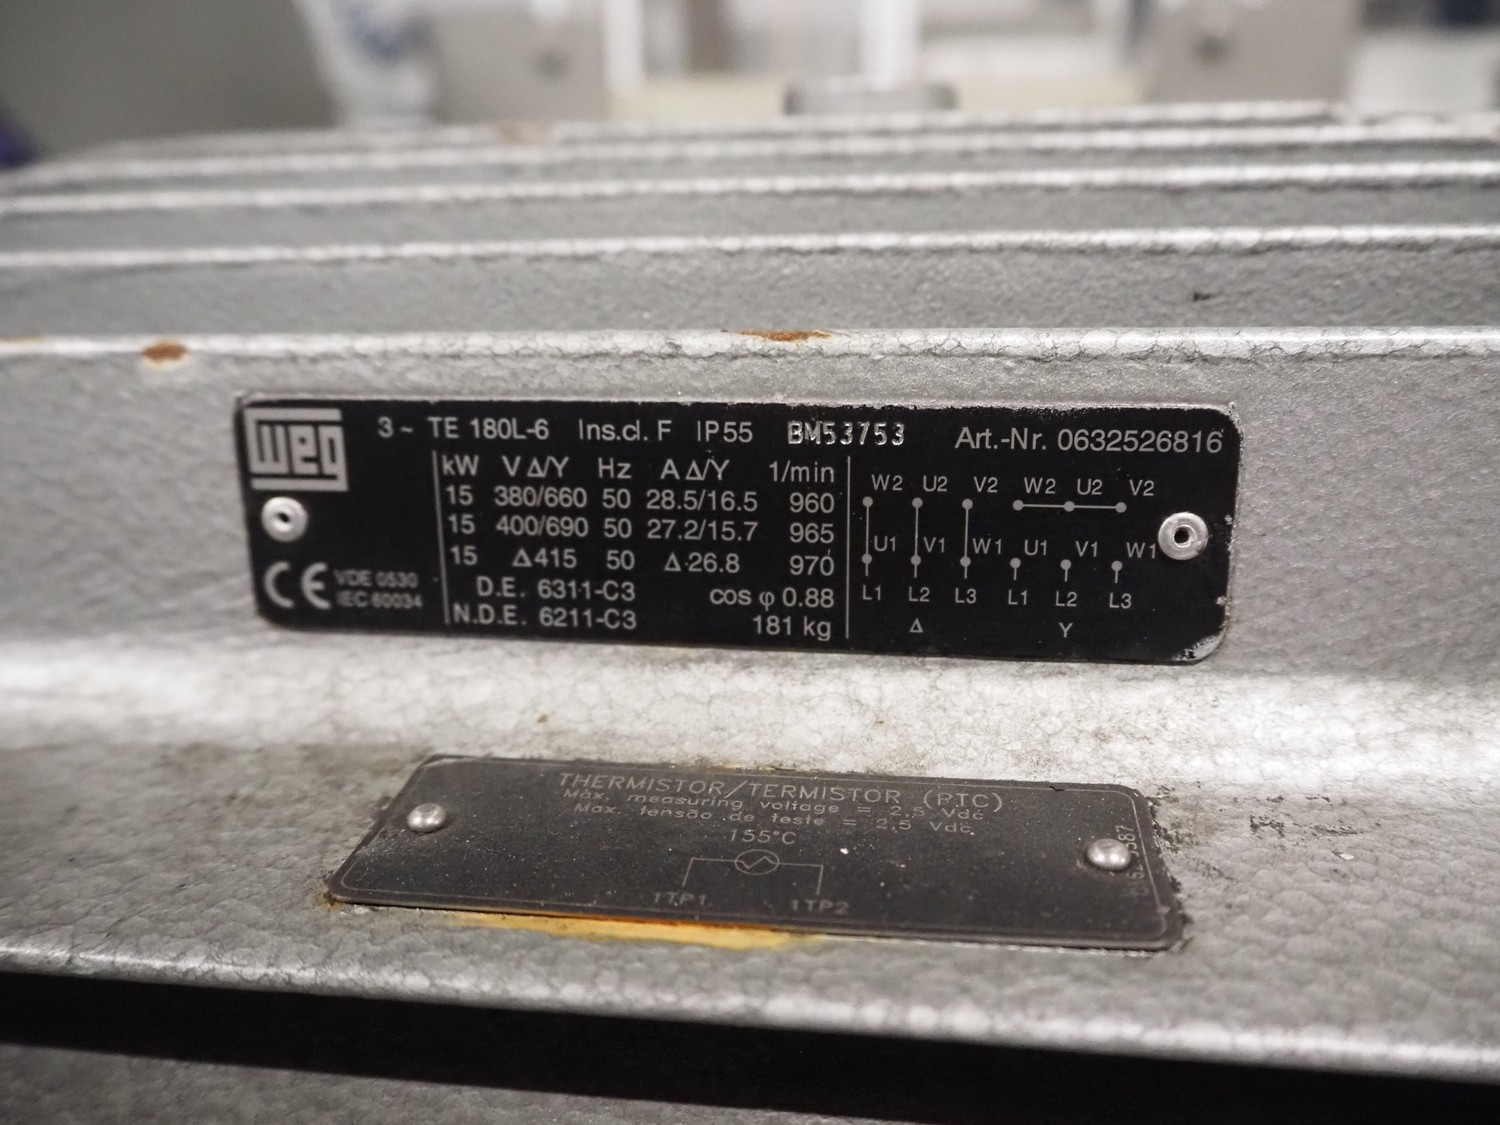 weg
3~ TE 180L-6 Ins.cl. F IP55 BM53753 Art.-Nr. 0632526816
kW V Δ/Y Hz A Δ/Y 1/min
15 380/660 50 28.5/16.5 960
15 400/690 50 27.2/15.7 965
15 Δ415 50 Δ 26.8 970
D.E. 6311-C3 cos φ 0.88
N.D.E. 6211-C3 181 kg
CE VDE 0530
IEC 60034
W2 U2 V2 W2 U2 V2
U1 V1 W1 U1 V1 W1
L1 L2 L3 L1 L2 L3
Δ Y
THERMISTOR/TERMISTOR (PTC)
Max. measuring voltage = 2,5 Vdc
Max. tensão de teste = 2,5 Vdc
155°C
1TP1 1TP2